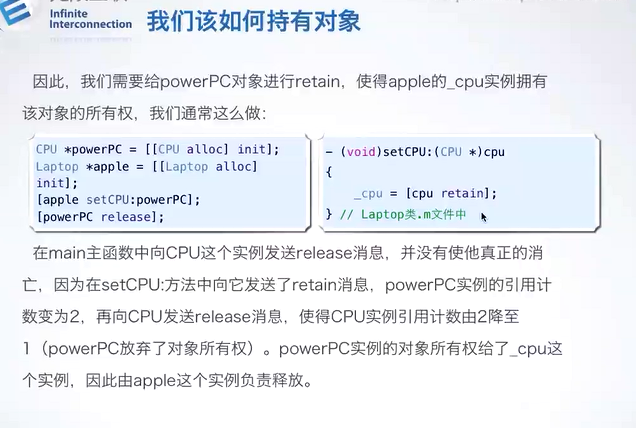 Infinite
Interconnection
我们该如何持有对象
因此，我们需要给powerPC对象进行retain，使得apple的_cpu实例拥有
该对象的所有权，我们通常这么做：
CPU *powerPC = [[CPU alloc] init];
Laptop *apple = [[Laptop alloc]
init];
[apple setCPU:powerPC];
[powerPC release];
- (void)setCPU:(CPU *)cpu
{
_cpu = [cpu retain];
} // Laptop类.m文件中
在main主函数中向CPU这个实例发送release消息，并没有使他真正的消
亡，因为在setCPU:方法中向它发送了retain消息，powerPC实例的引用计
数变为2，再向CPU发送release消息，使得CPU实例引用计数由2降至
1（powerPC放弃了对象所有权）。powerPC实例的对象所有权给了_cpu这
个实例，因此由apple这个实例负责释放。